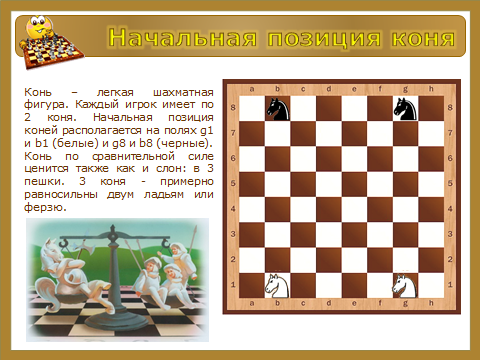 Начальная позиция коня
Конь – легкая шахматная
фигура. Каждый игрок имеет по
2 коня. Начальная позиция
коней располагается на полях g1
и b1 (белые) и g8 и b8 (черные).
Конь по сравнительной силе
ценится также как и слон: в 3
пешки. 3 коня - примерно
равносильны двум ладьям или
ферзю.
a b c d e f g h
8 8
7 7
6 6
5 5
4 4
3 3
2 2
1 1
a b c d e f g h